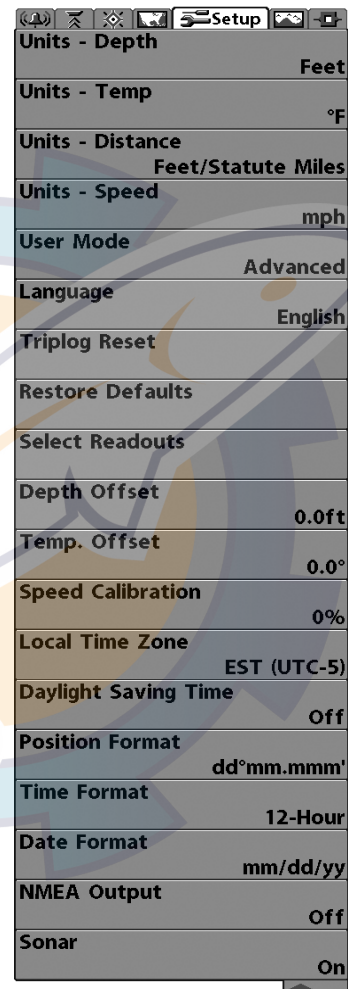 Setup
Units - Depth
Feet
Units - Temp
°F
Units - Distance
Feet/Statute Miles
Units - Speed
mph
User Mode
Advanced
Language
English
Triplog Reset
Restore Defaults
Select Readouts
Depth Offset
0.0ft
Temp. Offset
0.0°
Speed Calibration
0%
Local Time Zone
EST (UTC-5)
Daylight Saving Time
Off
Position Format
dd°mm.mmm'
Time Format
12-Hour
Date Format
mm/dd/yy
NMEA Output
Off
Sonar
On